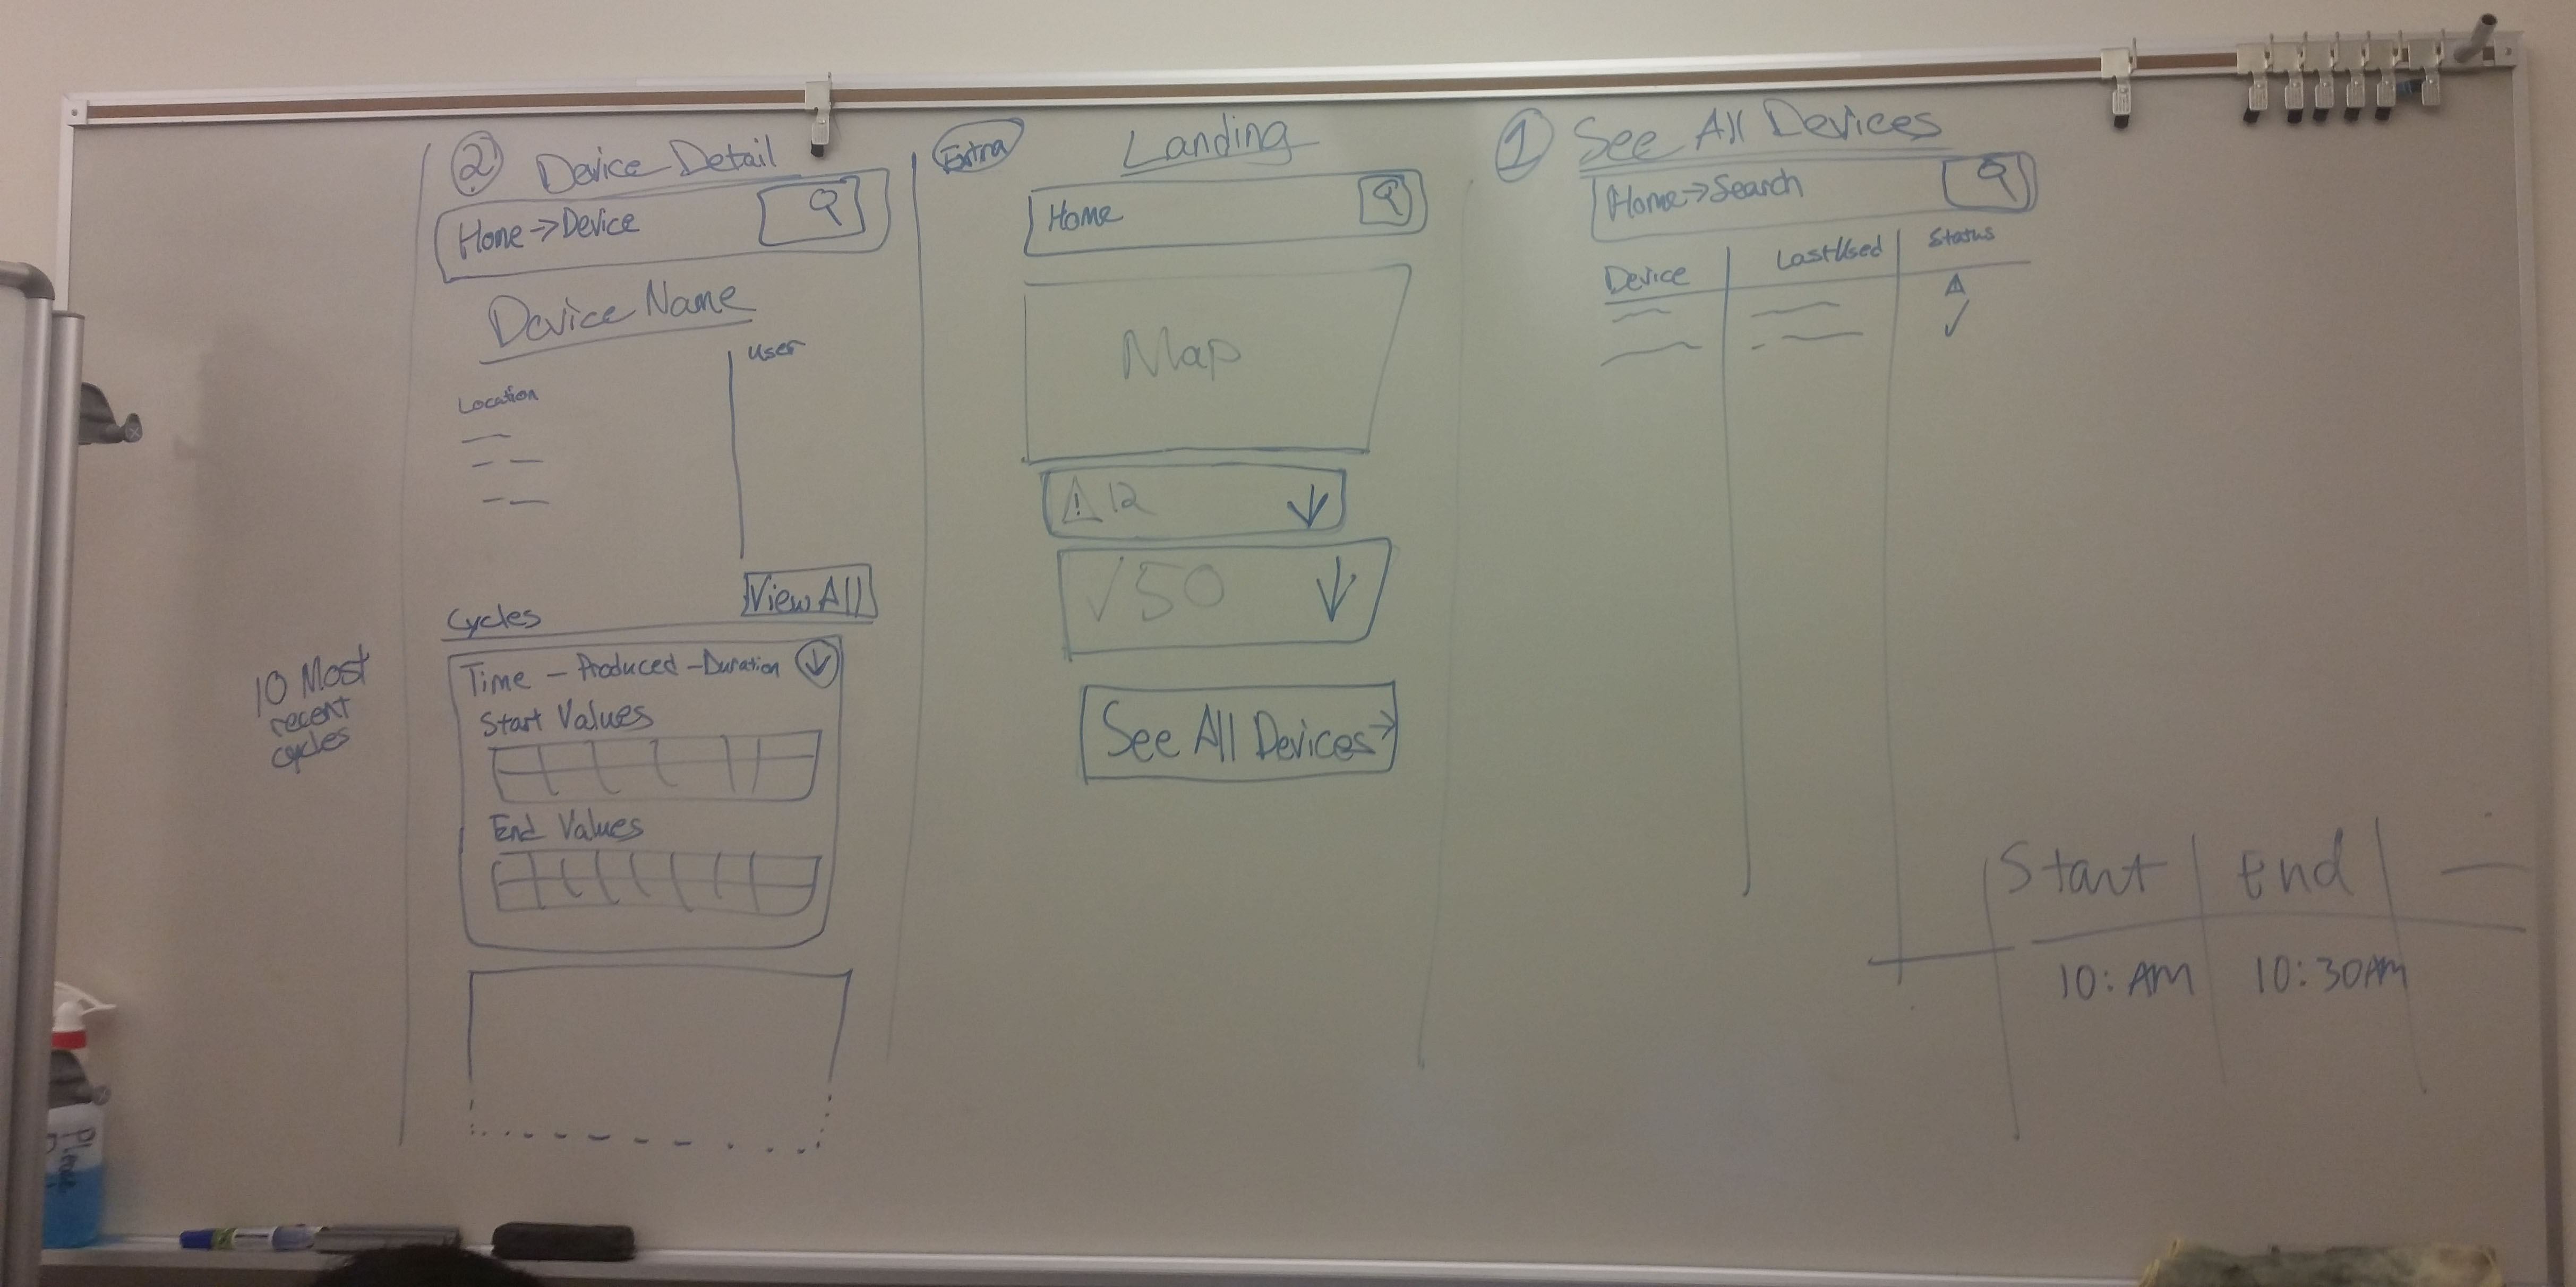 2 Device Detail
Home → Device
Device Name
User
Location
View All
Cycles
Time – Produced – Duration ↓
Start Values
End Values
10 Most
recent
cycles
Extra
Landing
Home
Map
⚠ 12 ↓
✓ 50 ↓
See All Devices →
1 See All Devices
Home → Search
Device Last Used Status
Start End
10: AM 10:30AM